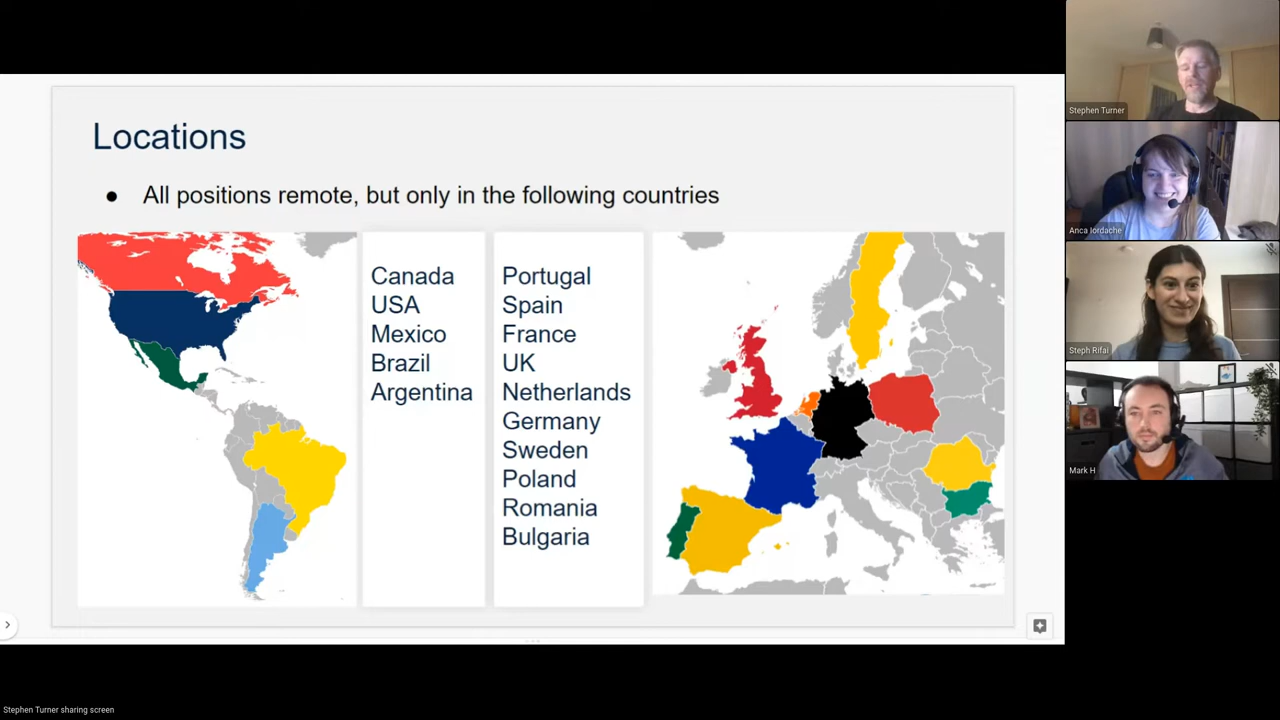 Locations
● All positions remote, but only in the following countries
Canada
USA
Mexico
Brazil
Argentina
Portugal
Spain
France
UK
Netherlands
Germany
Sweden
Poland
Romania
Bulgaria
Stephen Turner
Anca Iordache
Steph Rifai
Mark H
Stephen Turner sharing screen